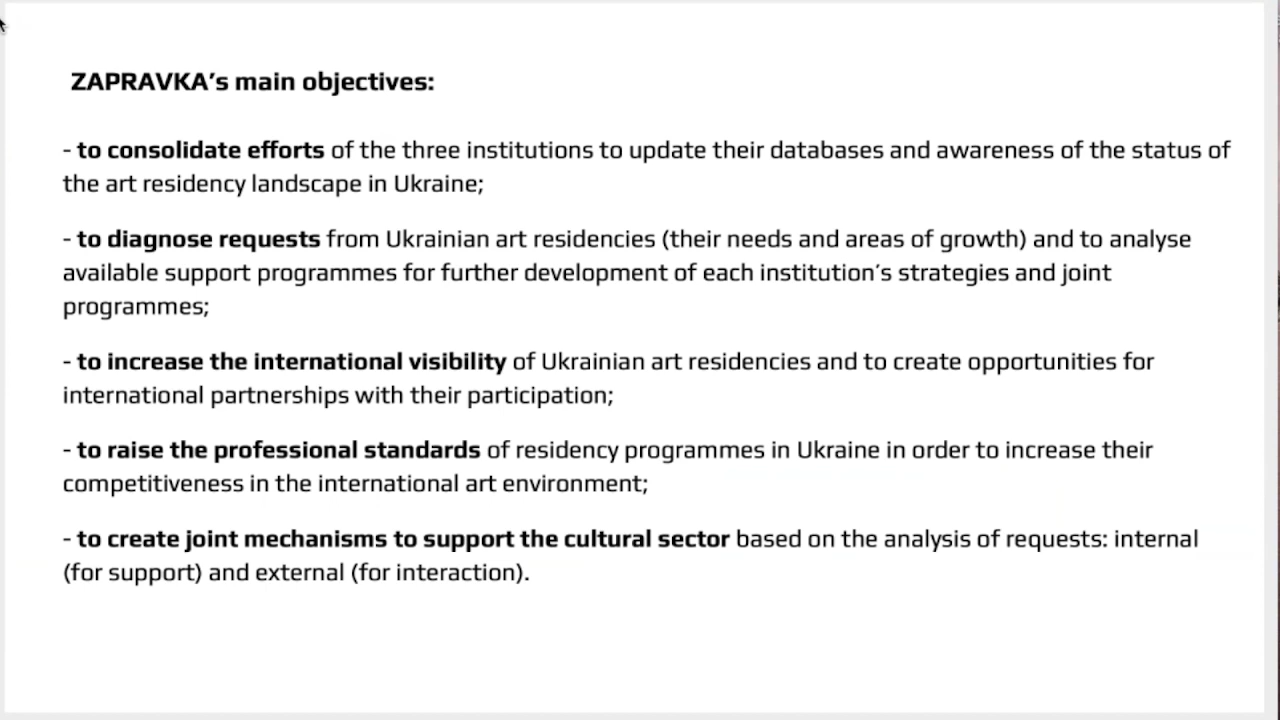 ZAPRAVKA’s main objectives:
- to consolidate efforts of the three institutions to update their databases and awareness of the status of
the art residency landscape in Ukraine;
- to diagnose requests from Ukrainian art residencies (their needs and areas of growth) and to analyse
available support programmes for further development of each institution’s strategies and joint
programmes;
- to increase the international visibility of Ukrainian art residencies and to create opportunities for
international partnerships with their participation;
- to raise the professional standards of residency programmes in Ukraine in order to increase their
competitiveness in the international art environment;
- to create joint mechanisms to support the cultural sector based on the analysis of requests: internal
(for support) and external (for interaction).